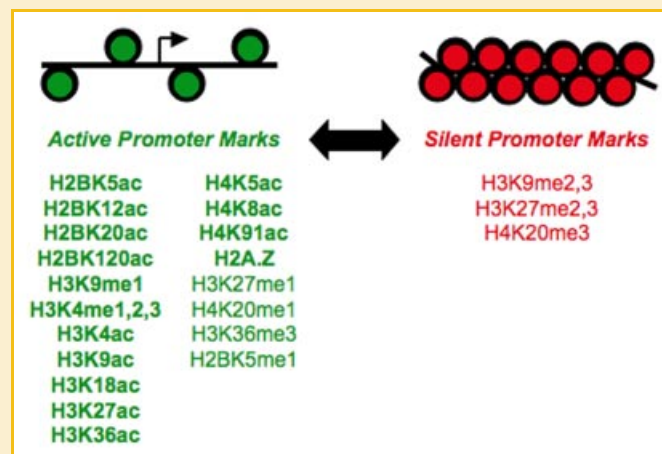 Active Promoter Marks
Silent Promoter Marks
H2BK5ac
H2BK12ac
H2BK20ac
H2BK120ac
H3K9me1
H3K4me1,2,3
H3K4ac
H3K9ac
H3K18ac
H3K27ac
H3K36ac
H4K5ac
H4K8ac
H4K91ac
H2A.Z
H3K27me1
H4K20me1
H3K36me3
H2BK5me1
H3K9me2,3
H3K27me2,3
H4K20me3